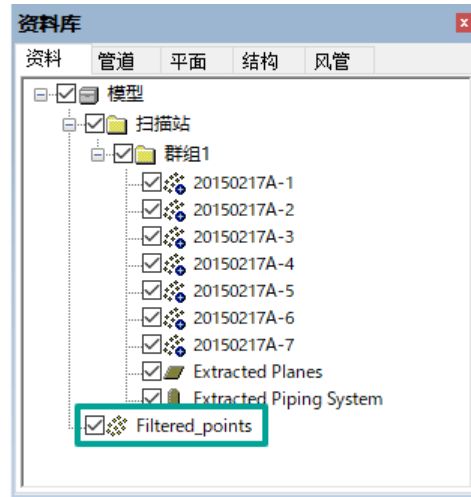 资料库
资料 管道 平面 结构 风管
模型
扫描站
群组1
20150217A-1
20150217A-2
20150217A-3
20150217A-4
20150217A-5
20150217A-6
20150217A-7
Extracted Planes
Extracted Piping System
Filtered_points